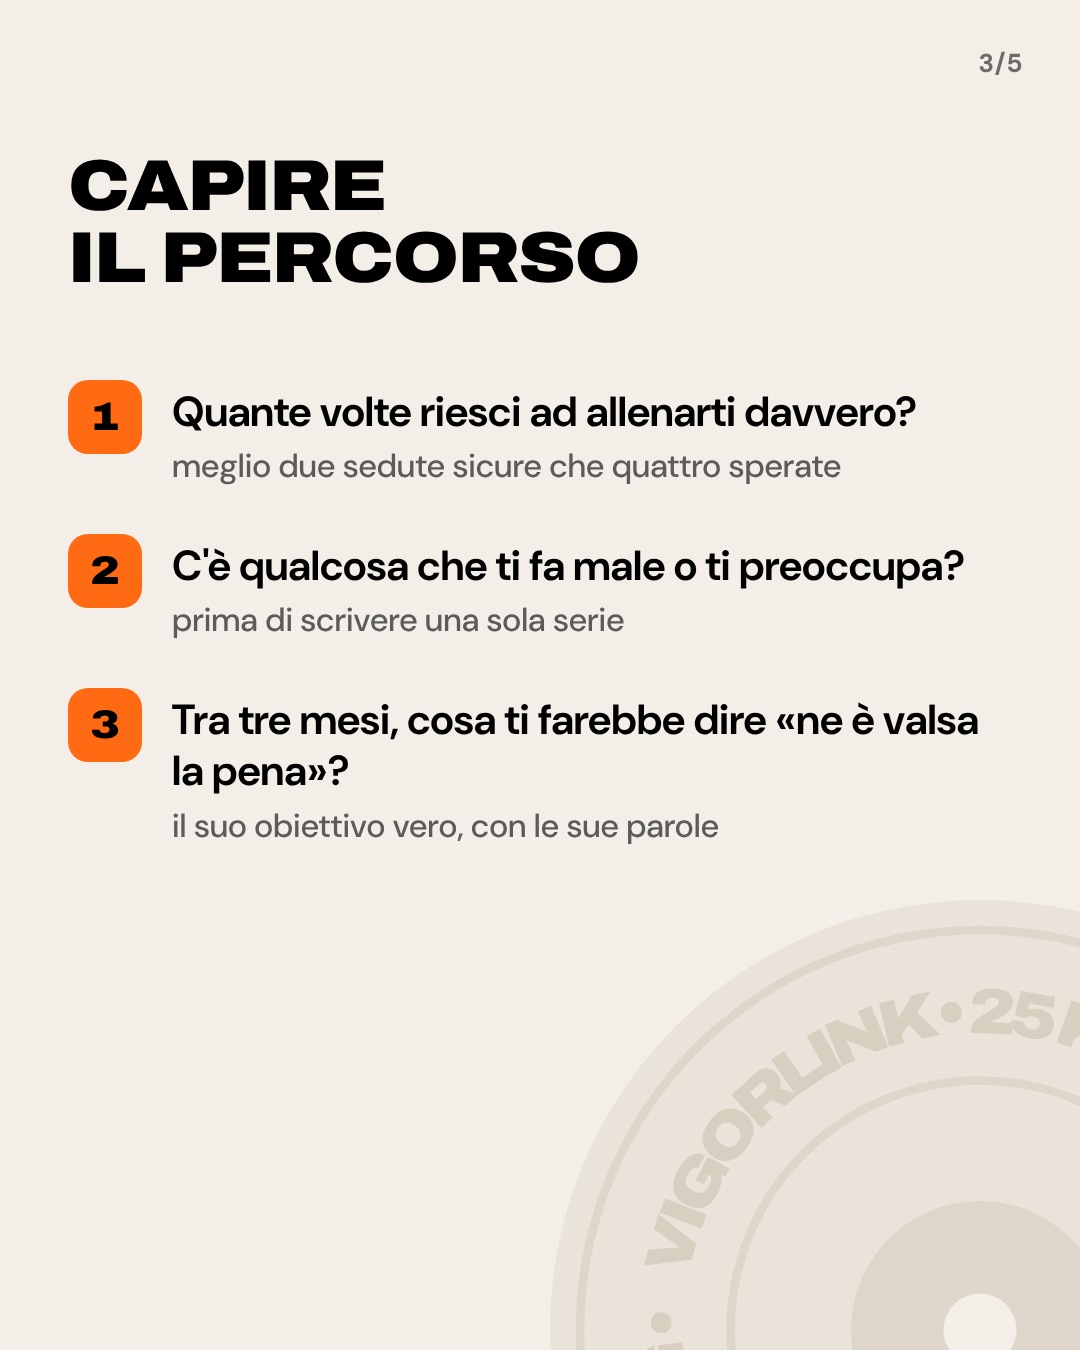 3/5
CAPIRE
IL PERCORSO
1
Quante volte riesci ad allenarti davvero?
meglio due sedute sicure che quattro sperate
2
C'è qualcosa che ti fa male o ti preoccupa?
prima di scrivere una sola serie
3
Tra tre mesi, cosa ti farebbe dire «ne è valsa
la pena»?
il suo obiettivo vero, con le sue parole
VIGORLINK • 25